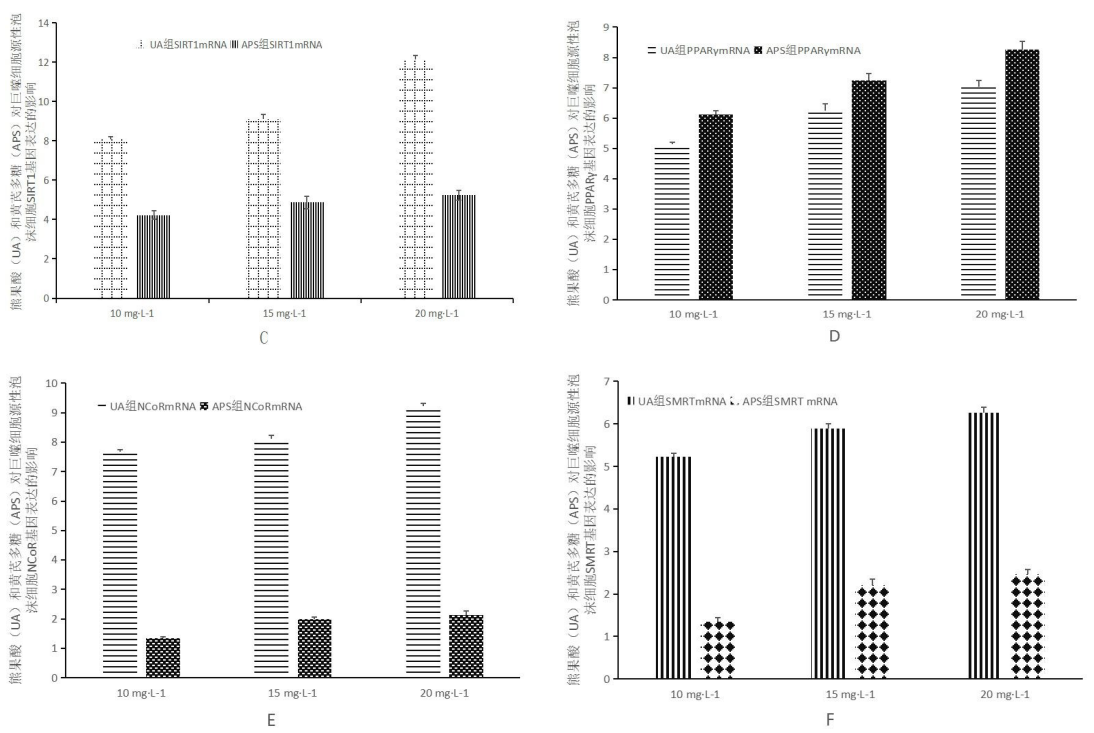 熊果酸（UA）和黄芪多糖（APS）对巨噬细胞源性泡
沫细胞SIRT1基因表达的影响
14
12
10
8
6
4
2
0
UA组SIRT1mRNA APS组SIRT1mRNA
10 mg·L-1 15 mg·L-1 20 mg·L-1
C
熊果酸（UA）和黄芪多糖（APS）对巨噬细胞源性泡
沫细胞PPARγ基因表达的影响
9
8
7
6
5
4
3
2
1
0
UA组PPARγmRNA APS组PPARγmRNA
10 mg·L-1 15 mg·L-1 20 mg·L-1
D
熊果酸（UA）和黄芪多糖（APS）对巨噬细胞源性泡
沫细胞NCoR基因表达的影响
10
9
8
7
6
5
4
3
2
1
0
UA组NCoRmRNA APS组NCoRmRNA
10 mg·L-1 15 mg·L-1 20 mg·L-1
E
熊果酸（UA）和黄芪多糖（APS）对巨噬细胞源性泡
沫细胞SMRT基因表达的影响
7
6
5
4
3
2
1
0
UA组SMRTmRNA APS组SMRT mRNA
10 mg·L-1 15 mg·L-1 20 mg·L-1
F